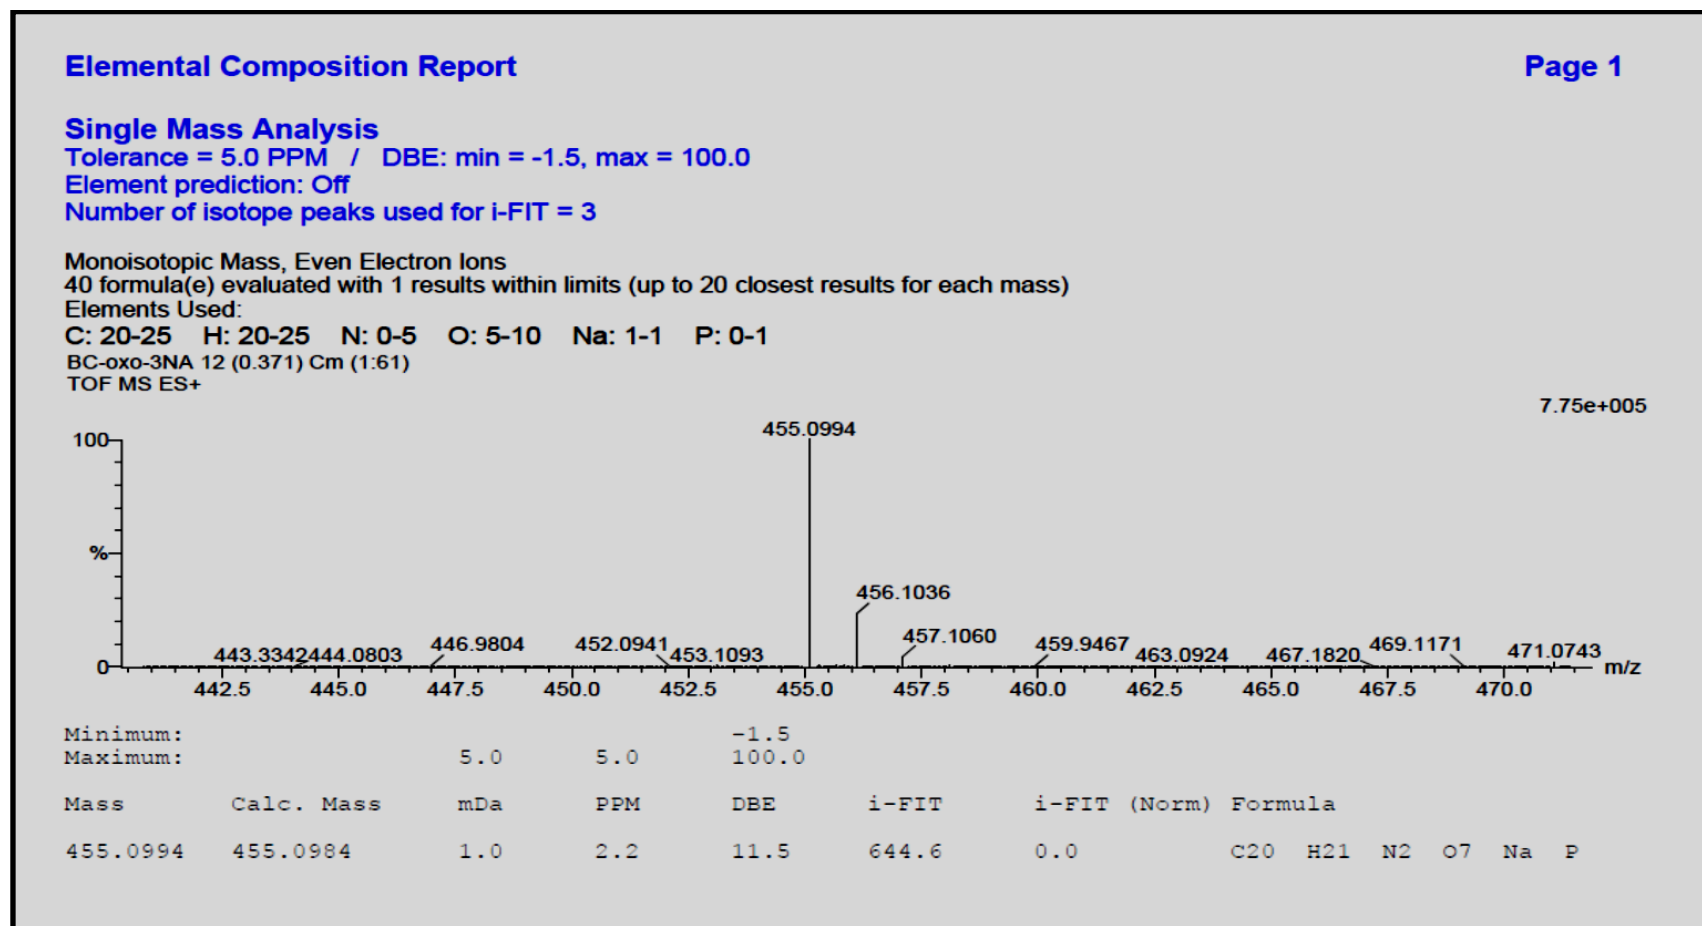 Elemental Composition Report Page 1
Single Mass Analysis
Tolerance = 5.0 PPM / DBE: min = -1.5, max = 100.0
Element prediction: Off
Number of isotope peaks used for i-FIT = 3
Monoisotopic Mass, Even Electron Ions
40 formula(e) evaluated with 1 results within limits (up to 20 closest results for each mass)
Elements Used:
C: 20-25 H: 20-25 N: 0-5 O: 5-10 Na: 1-1 P: 0-1
BC-oxo-3NA 12 (0.371) Cm (1:61)
TOF MS ES+
7.75e+005
100 455.0994
%
456.1036
0 443.3342 444.0803 446.9804 452.0941 453.1093 457.1060 459.9467 463.0924 467.1820 469.1171 471.0743 m/z
442.5 445.0 447.5 450.0 452.5 455.0 457.5 460.0 462.5 465.0 467.5 470.0
Minimum: -1.5
Maximum: 5.0 5.0 100.0
Mass Calc. Mass mDa PPM DBE i-FIT i-FIT (Norm) Formula
455.0994 455.0984 1.0 2.2 11.5 644.6 0.0 C20 H21 N2 O7 Na P